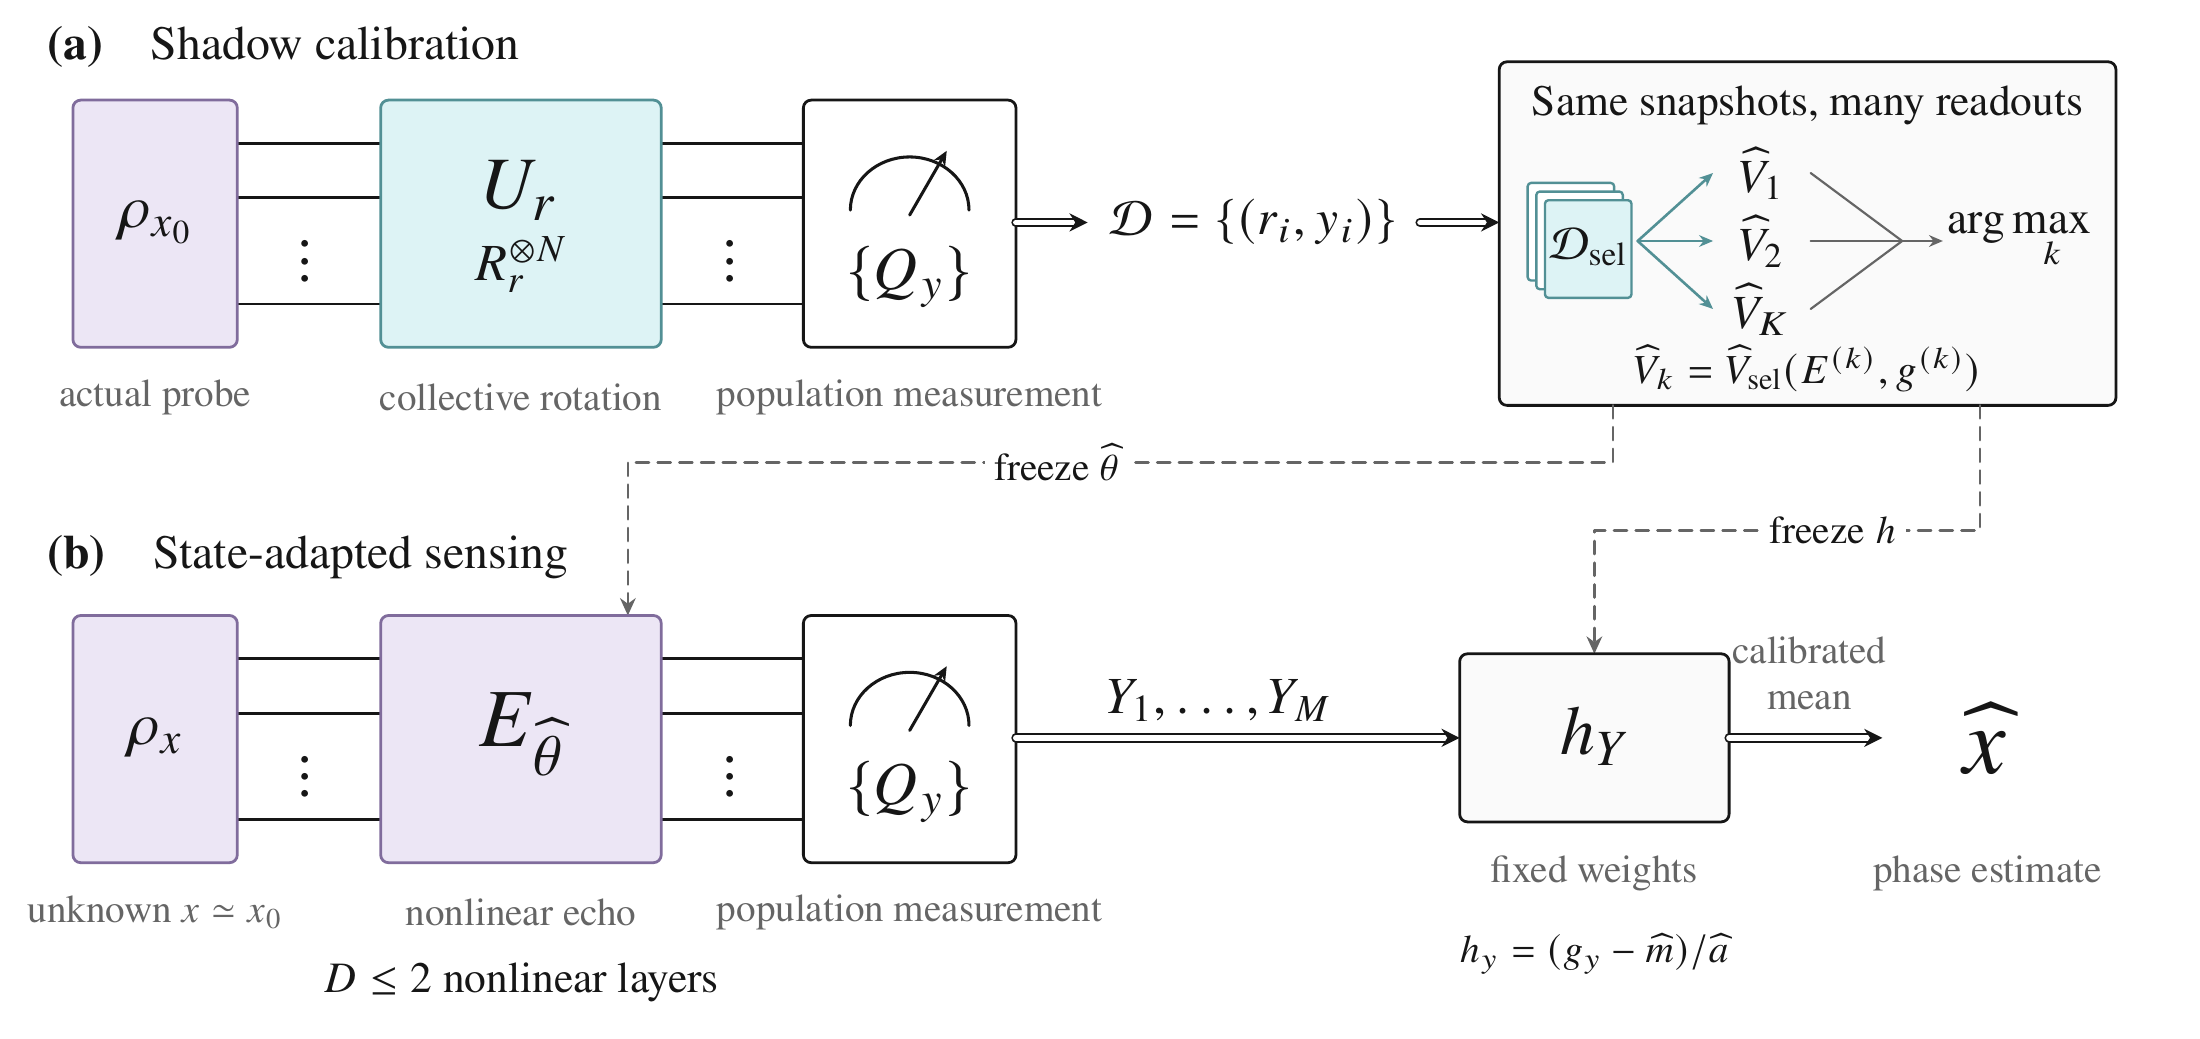 (a) Shadow calibration
ρ_{x_0}
⋮
U_r
R_r^{⊗N}
⋮
{Q_y}
𝒟 = {(r_i, y_i)}
Same snapshots, many readouts
𝒟_sel
V̂_1
V̂_2
V̂_K
arg max_k
V̂_k = V̂_sel(E^{(k)}, g^{(k)})
actual probe
collective rotation
population measurement
freeze θ̂
freeze h
(b) State-adapted sensing
ρ_x
⋮
E_θ̂
⋮
{Q_y}
Y_1, . . . , Y_M
h_Y
calibrated
mean
x̂
unknown x ≃ x_0
nonlinear echo
population measurement
fixed weights
phase estimate
D ≤ 2 nonlinear layers
h_y = (g_y − m̂)/â